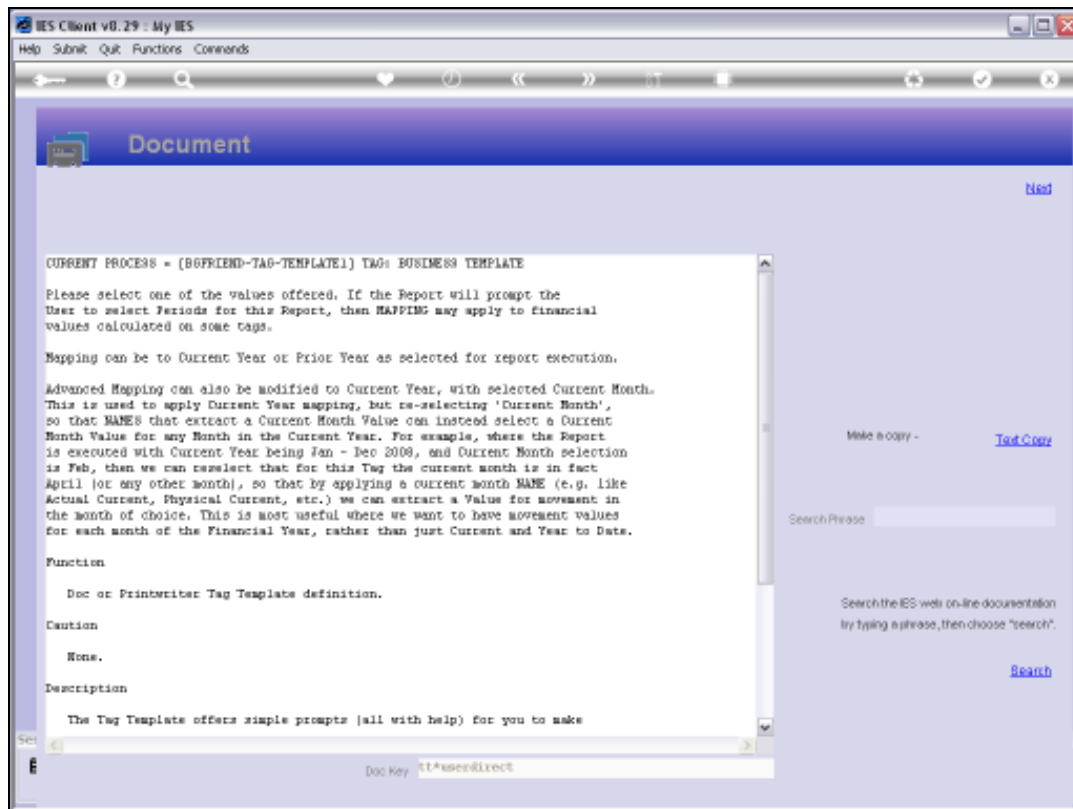 IES Client v8.29 : My IES
Help Submit Quit Functions Commands
Document
Next
CURRENT PROCESS = [BGFRIEND-TAG-TEMPLATE1] TAG: BUSINESS TEMPLATE
Please select one of the values offered. If the Report will prompt the
User to select Periods for this Report, then MAPPING may apply to financial
values calculated on some tags.
Mapping can be to Current Year or Prior Year as selected for report execution.
Advanced Mapping can also be modified to Current Year, with selected Current Month.
This is used to apply Current Year mapping, but re-selecting 'Current Month',
so that NAMES that extract a Current Month Value can instead select a Current
Month Value for any Month in the Current Year. For example, where the Report
is executed with Current Year being Jan - Dec 2008, and Current Month selection
is Feb, then we can reselect that for this Tag the current month is in fact
April (or any other month), so that by applying a current month NAME (e.g. like
Actual Current, Physical Current, etc.) we can extract a Value for movement in
the month of choice. This is most useful where we want to have movement values
for each month of the Financial Year, rather than just Current and Year to Date.
Function
Doc or Printwriter Tag Template definition.
Caution
None.
Description
The Tag Template offers simple prompts (all with help) for you to make
Make a copy -
Text Copy
Search Phrase
Search the IES web on-line documentation
by typing a phrase, then choose "search".
Search
Doc Key tt*userdirect